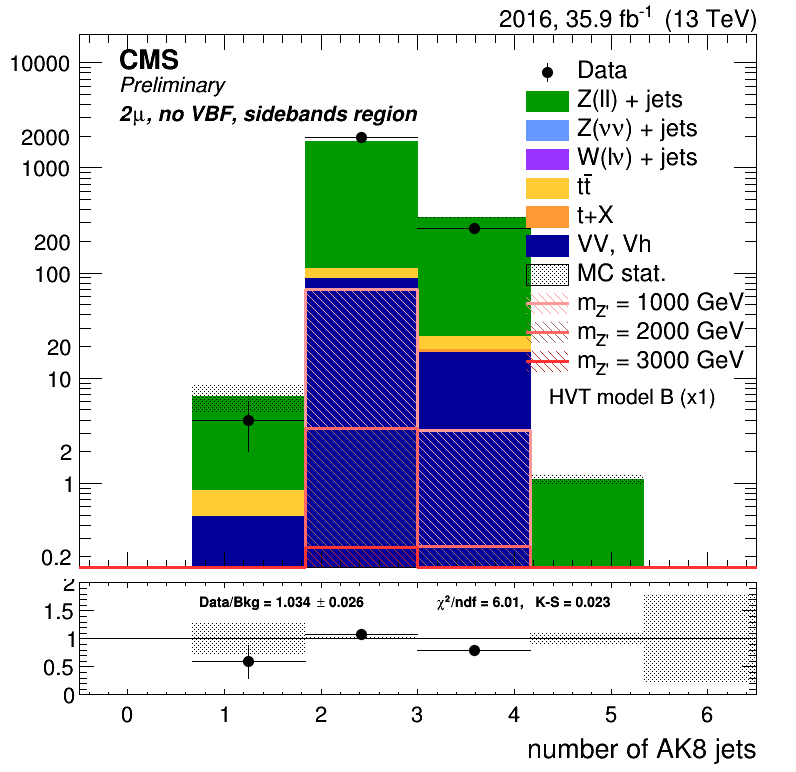 2016, 35.9 fb⁻¹ (13 TeV)
CMS
Preliminary
2μ, no VBF, sidebands region
Data
Z(ll) + jets
Z(νν) + jets
W(lν) + jets
tt̄
t+X
VV, Vh
MC stat.
m_Z' = 1000 GeV
m_Z' = 2000 GeV
m_Z' = 3000 GeV
HVT model B (x1)
10000
2000
1000
200
100
20
10
2
1
0.2
Data/Bkg = 1.034 ± 0.026
χ²/ndf = 6.01, K-S = 0.023
2
1.5
1
0.5
0
0 1 2 3 4 5 6
number of AK8 jets